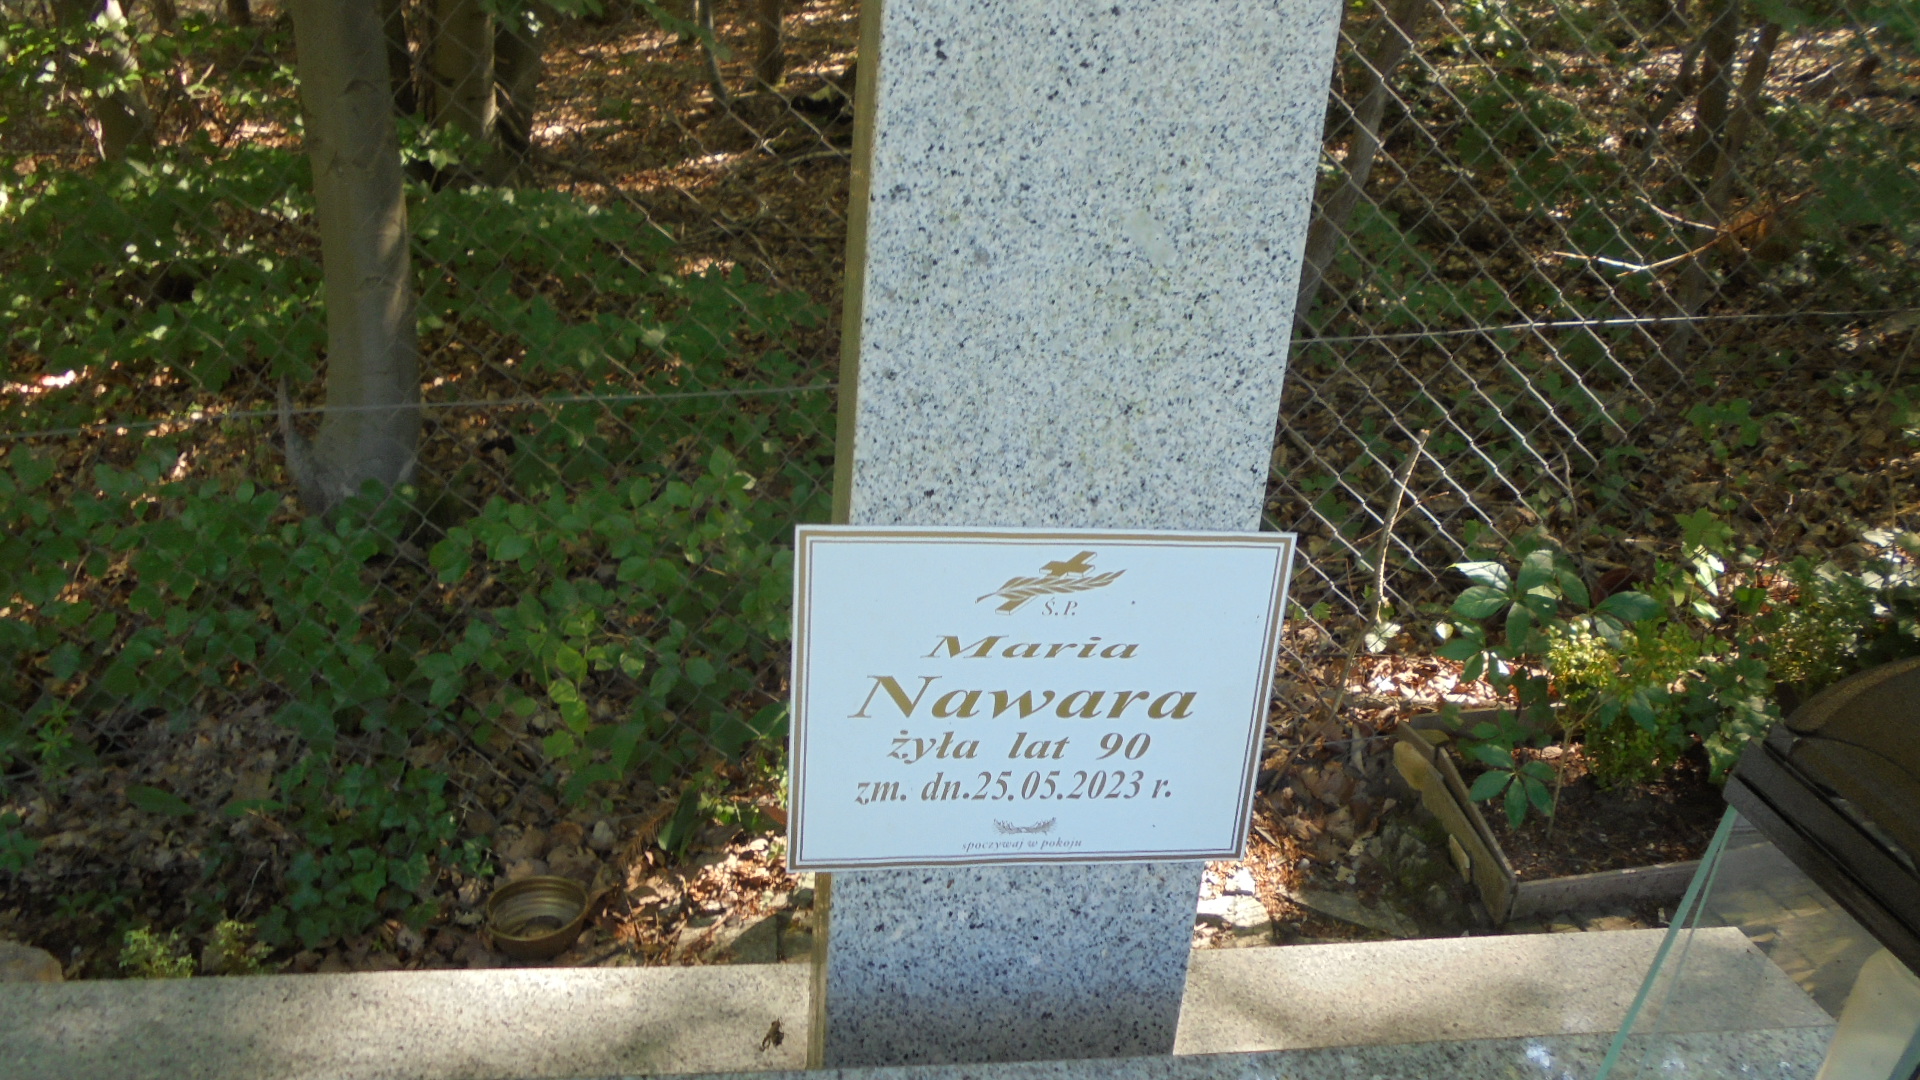 Ś.P.
Maria
Nawara
żyła lat 90
zm. dn.25.05.2023 r.
spoczywaj w pokoju